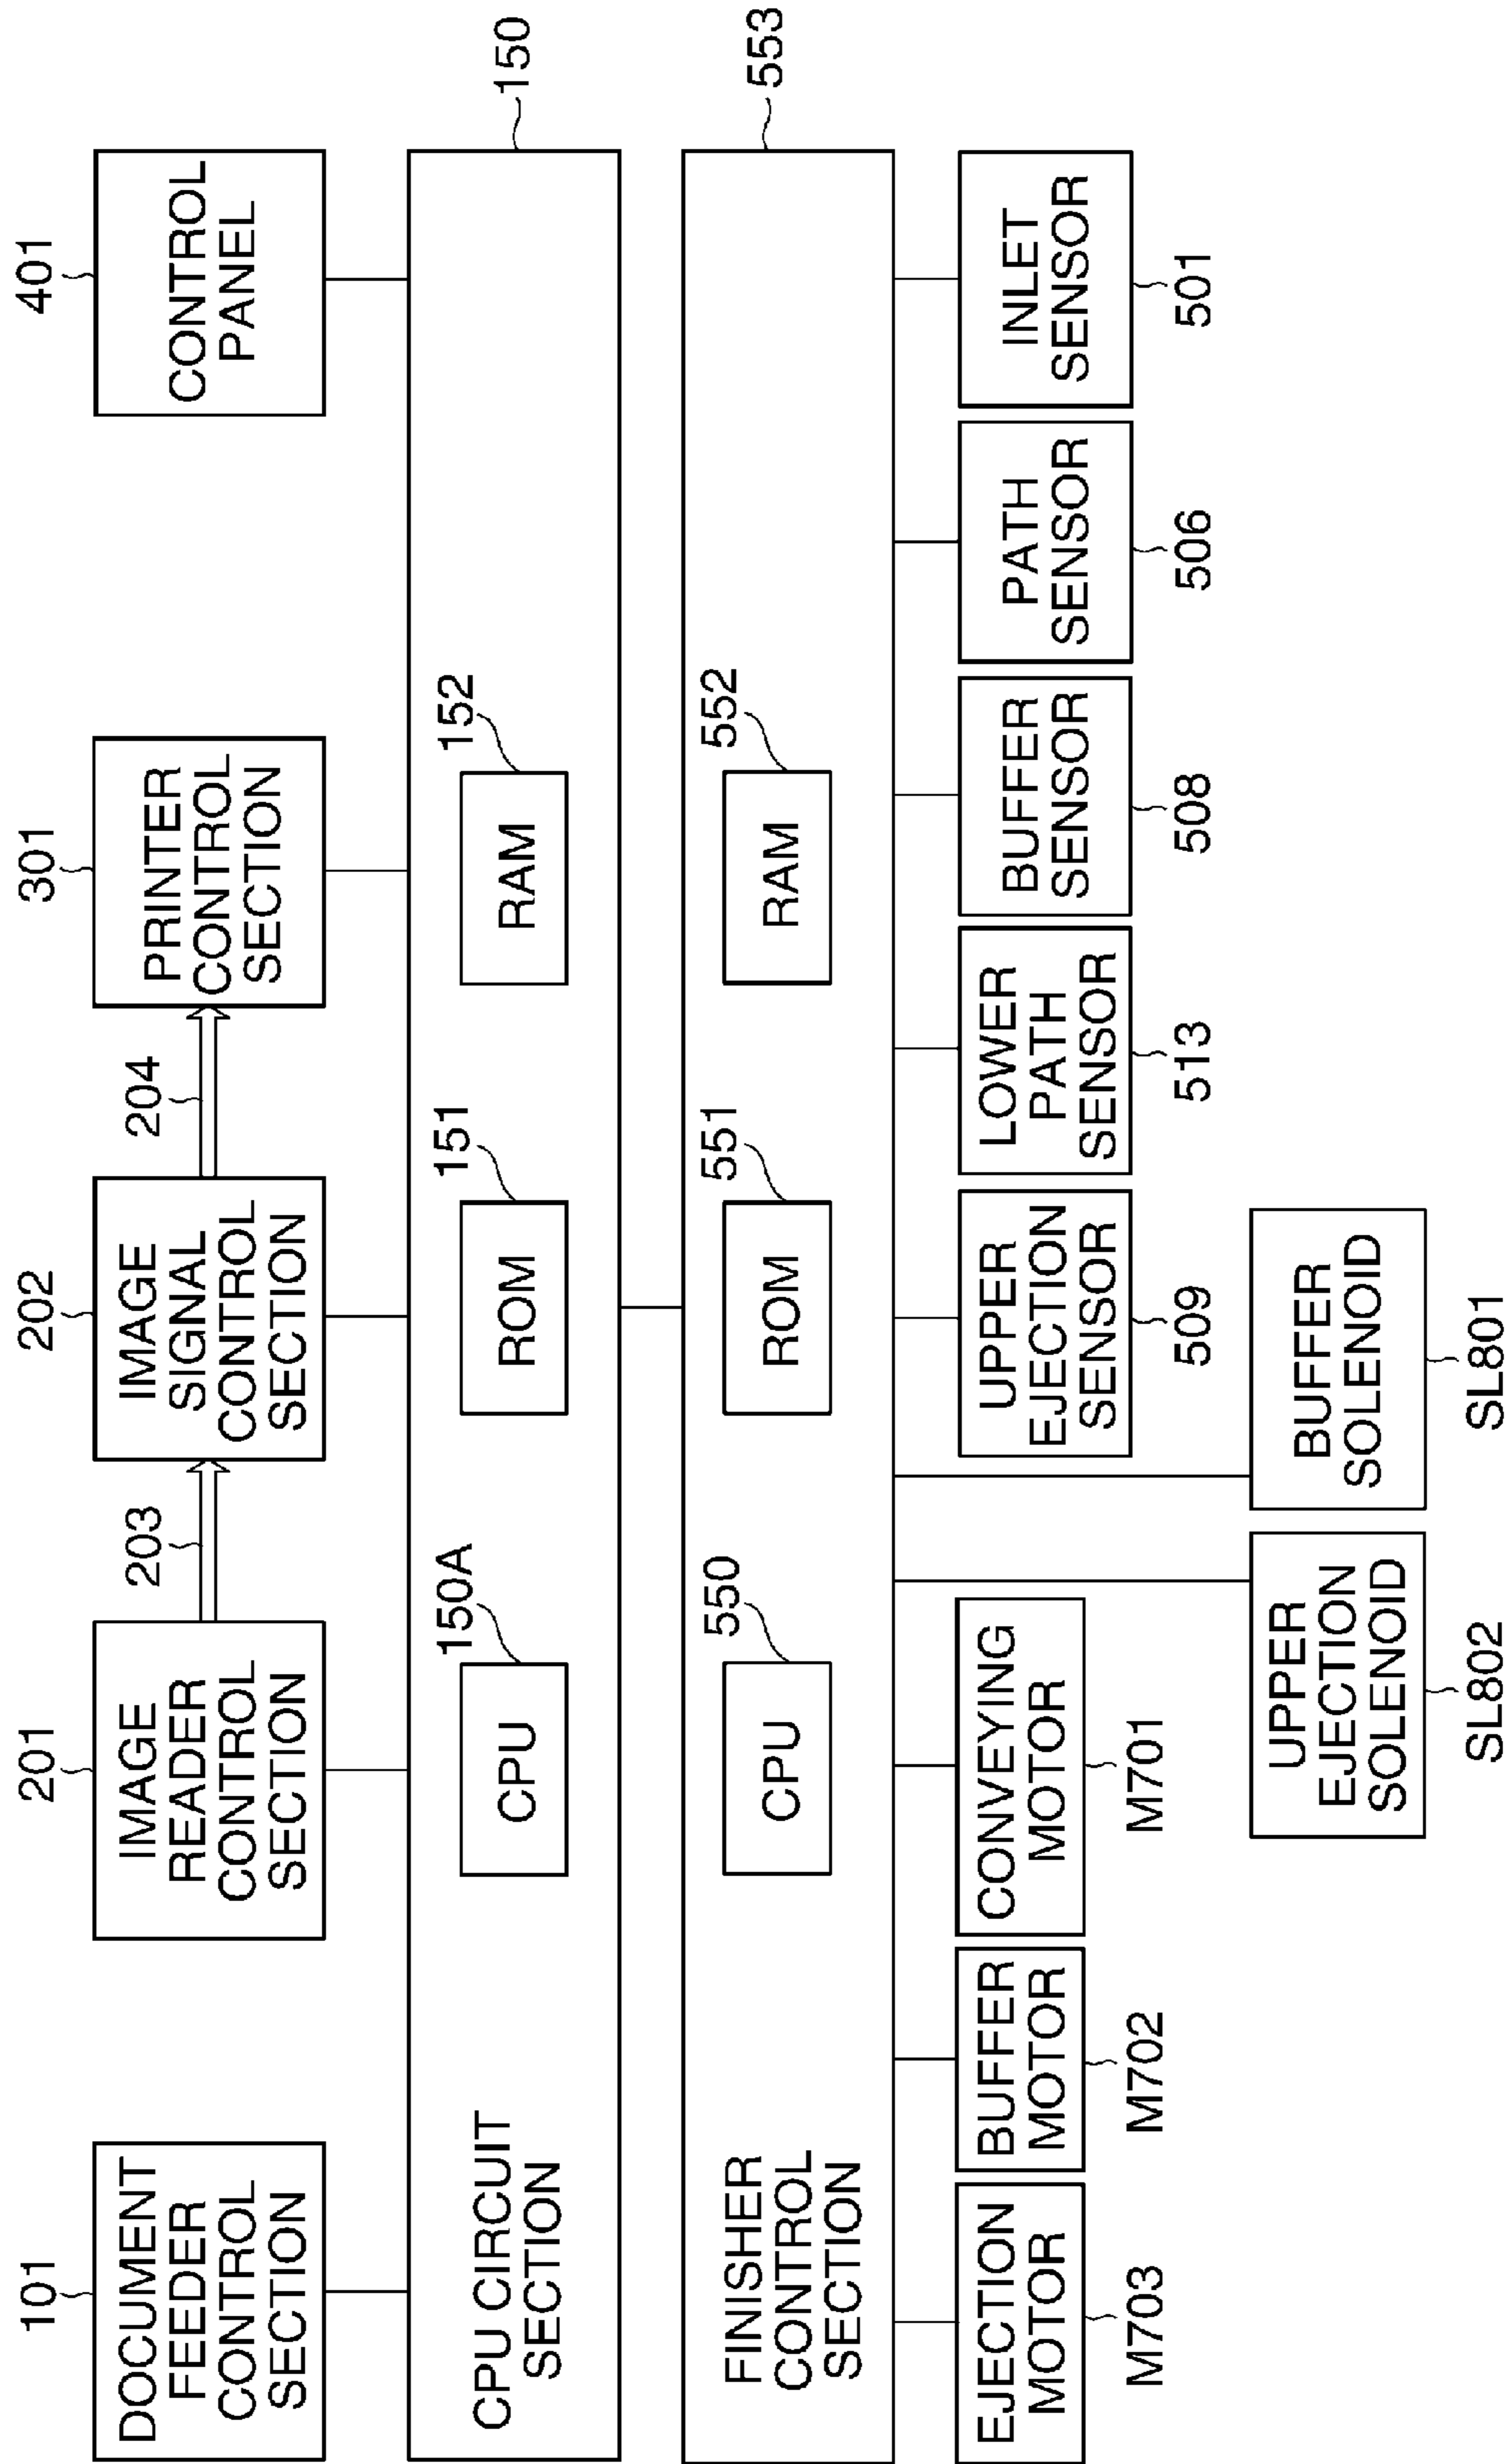 101
201
202
301
401
DOCUMENT
FEEDER
CONTROL
SECTION
IMAGE
READER
CONTROL
SECTION
203
IMAGE
SIGNAL
CONTROL
SECTION
204
PRINTER
CONTROL
SECTION
CONTROL
PANEL
150
CPU CIRCUIT
SECTION
150A
CPU
151
ROM
152
RAM
553
FINISHER
CONTROL
SECTION
550
CPU
551
ROM
552
RAM
EJECTION
MOTOR
M703
BUFFER
MOTOR
M702
CONVEYING
MOTOR
M701
UPPER
EJECTION
SENSOR
509
LOWER
PATH
SENSOR
513
BUFFER
SENSOR
508
PATH
SENSOR
506
INLET
SENSOR
501
UPPER
EJECTION
SOLENOID
SL802
BUFFER
SOLENOID
SL801